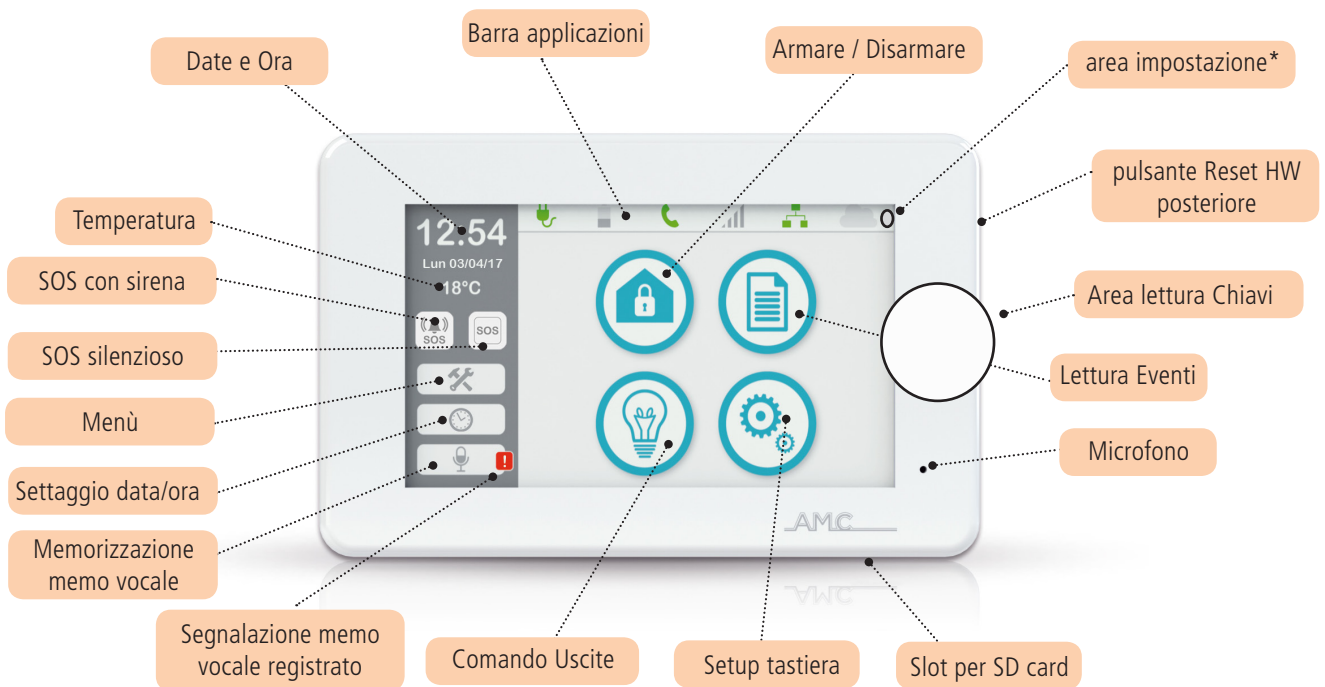 Barra applicazioni
Date e Ora
Armare / Disarmare
area impostazione*
pulsante Reset HW
posteriore
Temperatura
12:54
Lun 03/04/17
18°C
SOS con sirena
Area lettura Chiavi
SOS
SOS
SOS silenzioso
Lettura Eventi
Menù
Microfono
Settaggio data/ora
!
AMC
Memorizzazione
memo vocale
Segnalazione memo
vocale registrato
Comando Uscite
Setup tastiera
Slot per SD card